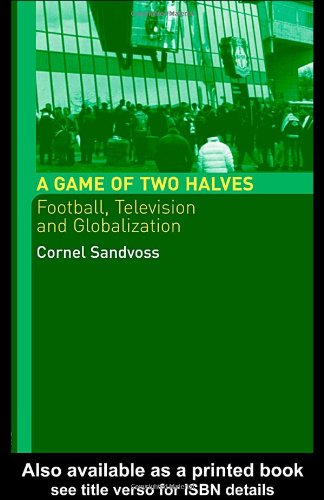 A GAME OF TWO HALVES
Football, Television
and Globalization
Cornel Sandvoss
Also available as a printed book
see title verso for ISBN details